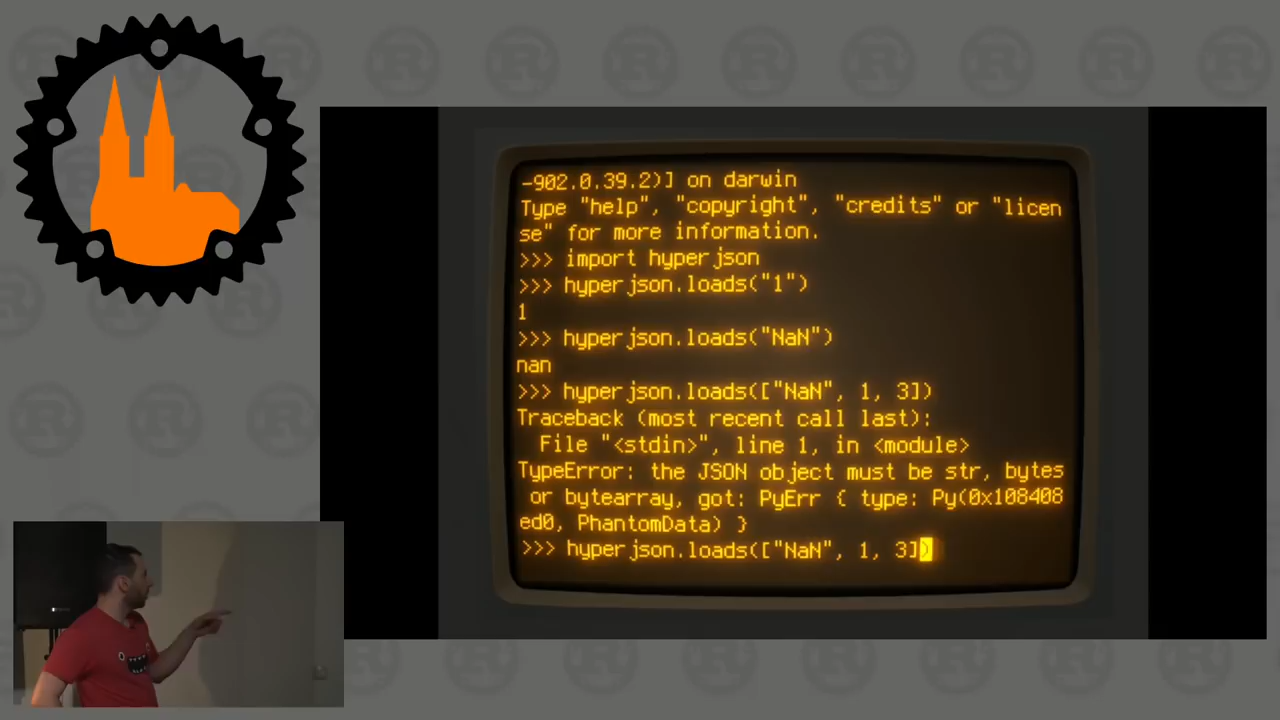 -902.0.39.2)] on darwin
Type "help", "copyright", "credits" or "licen
se" for more information.
>>> import hyperjson
>>> hyperjson.loads("1")
1
>>> hyperjson.loads("NaN")
nan
>>> hyperjson.loads(["NaN", 1, 3])
Traceback (most recent call last):
  File "<stdin>", line 1, in <module>
TypeError: the JSON object must be str, bytes
 or bytearray, got: PyErr { type: Py(0x108408
ed0, PhantomData) }
>>> hyperjson.loads(["NaN", 1, 3])